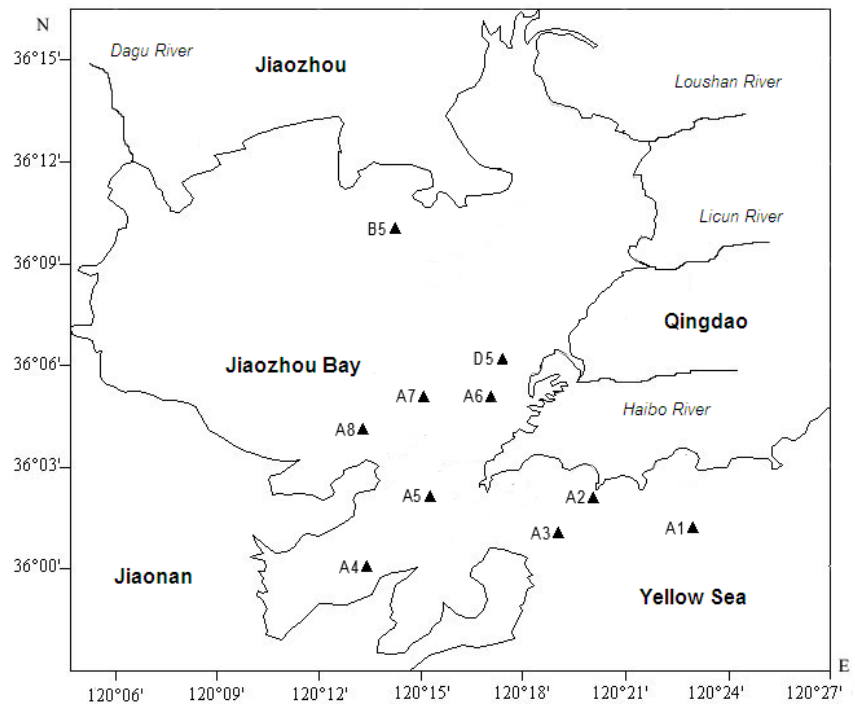 N
36°15'
Dagu River
Jiaozhou
Loushan River
36°12'
B5
Licun River
36°09'
Qingdao
36°06'
D5
Jiaozhou Bay
A7
A6
Haibo River
A8
36°03'
A5
A2
A3
A1
36°00'
A4
Jiaonan
Yellow Sea
E
120°06'
120°09'
120°12'
120°15'
120°18'
120°21'
120°24'
120°27'